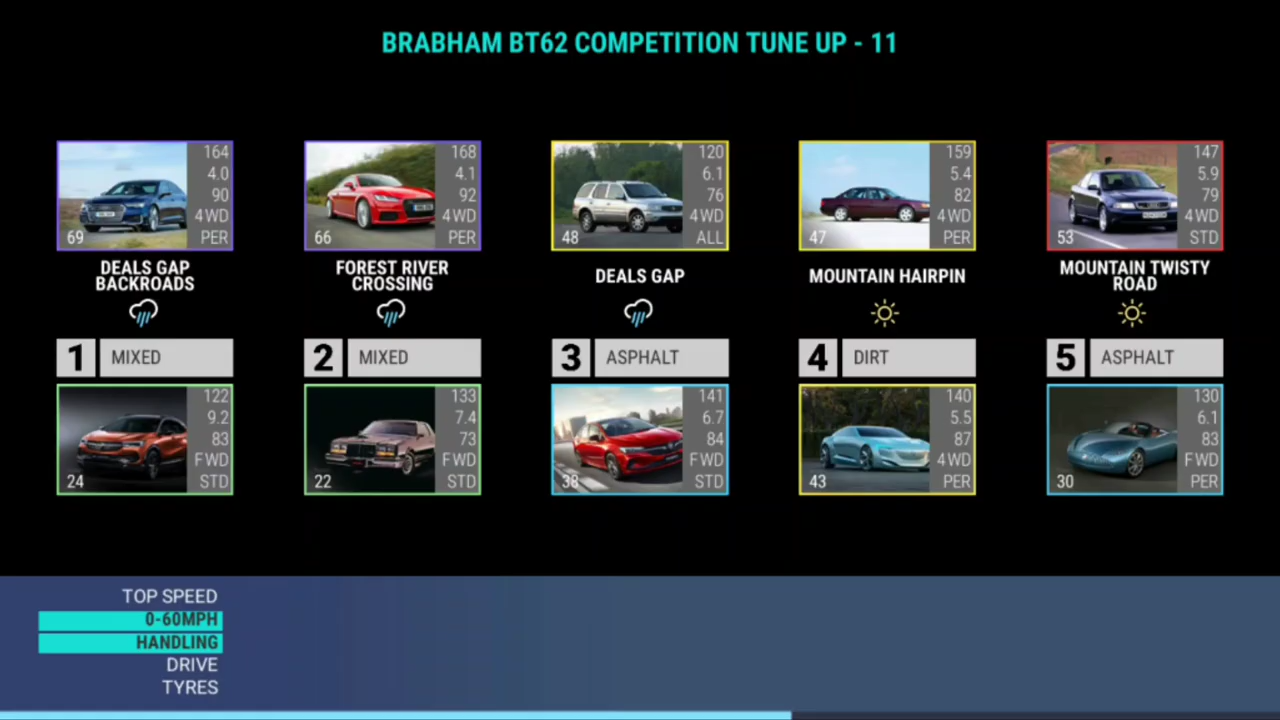 BRABHAM BT62 COMPETITION TUNE UP - 11
164
4.0
90
4WD
69 PER
168
4.1
92
4WD
66 PER
120
6.1
76
4WD
48 ALL
159
5.4
82
4WD
47 PER
147
5.9
79
4WD
53 STD
DEALS GAP
BACKROADS
FOREST RIVER
CROSSING
DEALS GAP
MOUNTAIN HAIRPIN
MOUNTAIN TWISTY
ROAD
1 MIXED
2 MIXED
3 ASPHALT
4 DIRT
5 ASPHALT
122
9.2
83
FWD
24 STD
133
7.4
73
FWD
22 STD
141
6.7
84
FWD
38 STD
140
5.5
87
4WD
43 PER
130
6.1
83
FWD
30 PER
TOP SPEED
0-60MPH
HANDLING
DRIVE
TYRES